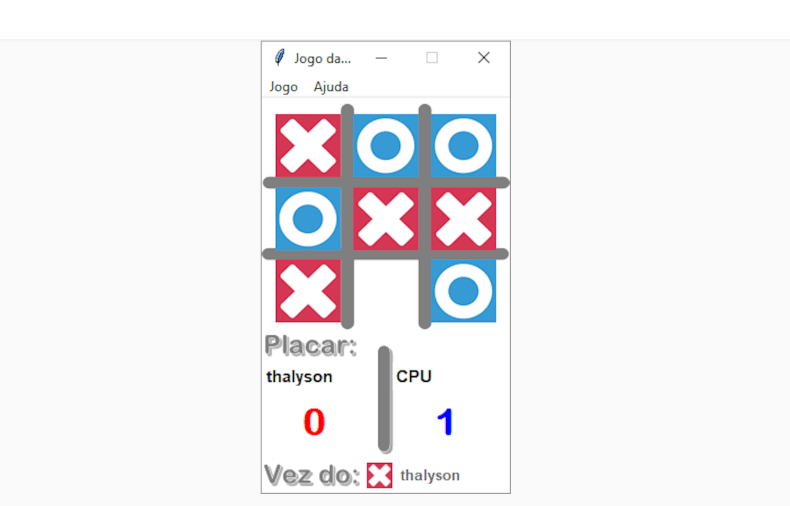 Jogo da...
Jogo Ajuda
Placar:
thalyson CPU
0 1
Vez do: thalyson